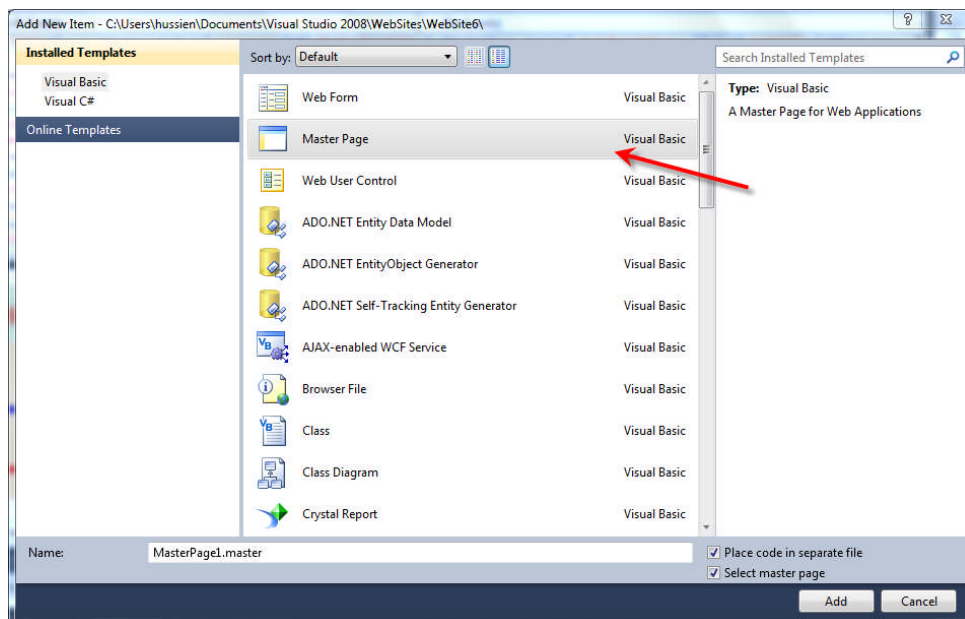 Add New Item - C:\Users\hussien\Documents\Visual Studio 2008\WebSites\WebSite6\
Installed Templates
Visual Basic
Visual C#
Online Templates
Sort by: Default
Search Installed Templates
Web Form Visual Basic
Master Page Visual Basic
Web User Control Visual Basic
ADO.NET Entity Data Model Visual Basic
ADO.NET EntityObject Generator Visual Basic
ADO.NET Self-Tracking Entity Generator Visual Basic
AJAX-enabled WCF Service Visual Basic
Browser File Visual Basic
Class Visual Basic
Class Diagram Visual Basic
Crystal Report Visual Basic
Type: Visual Basic
A Master Page for Web Applications
Name: MasterPage1.master
Place code in separate file
Select master page
Add Cancel